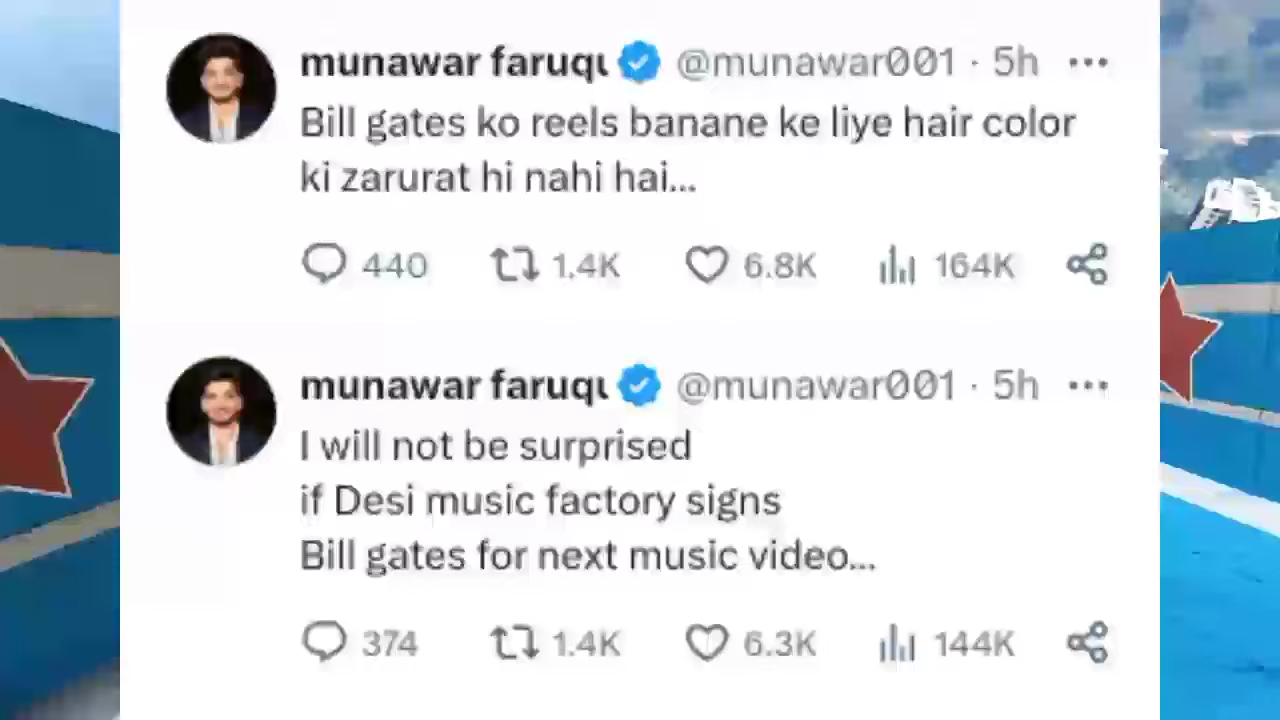 munawar faruqu @munawar001 · 5h
Bill gates ko reels banane ke liye hair color
ki zarurat hi nahi hai...
440 1.4K 6.8K 164K
munawar faruqu @munawar001 · 5h
I will not be surprised
if Desi music factory signs
Bill gates for next music video...
374 1.4K 6.3K 144K